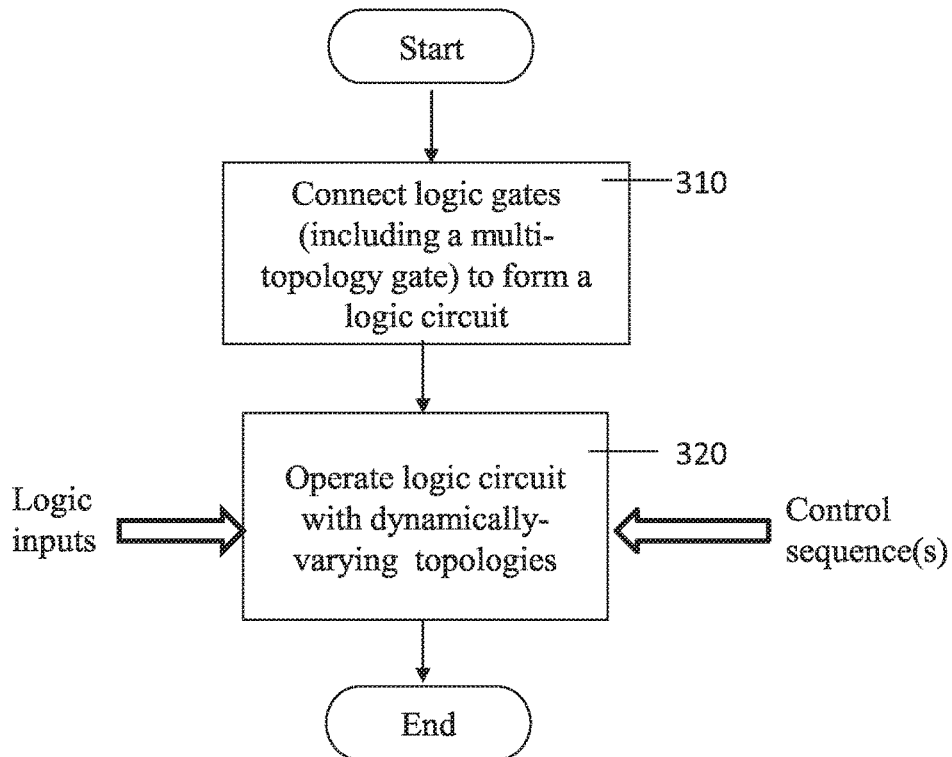 Start
Connect logic gates
(including a multi-
topology gate) to form a
logic circuit
310
Operate logic circuit
with dynamically-
varying topologies
320
Logic
inputs
Control
sequence(s)
End